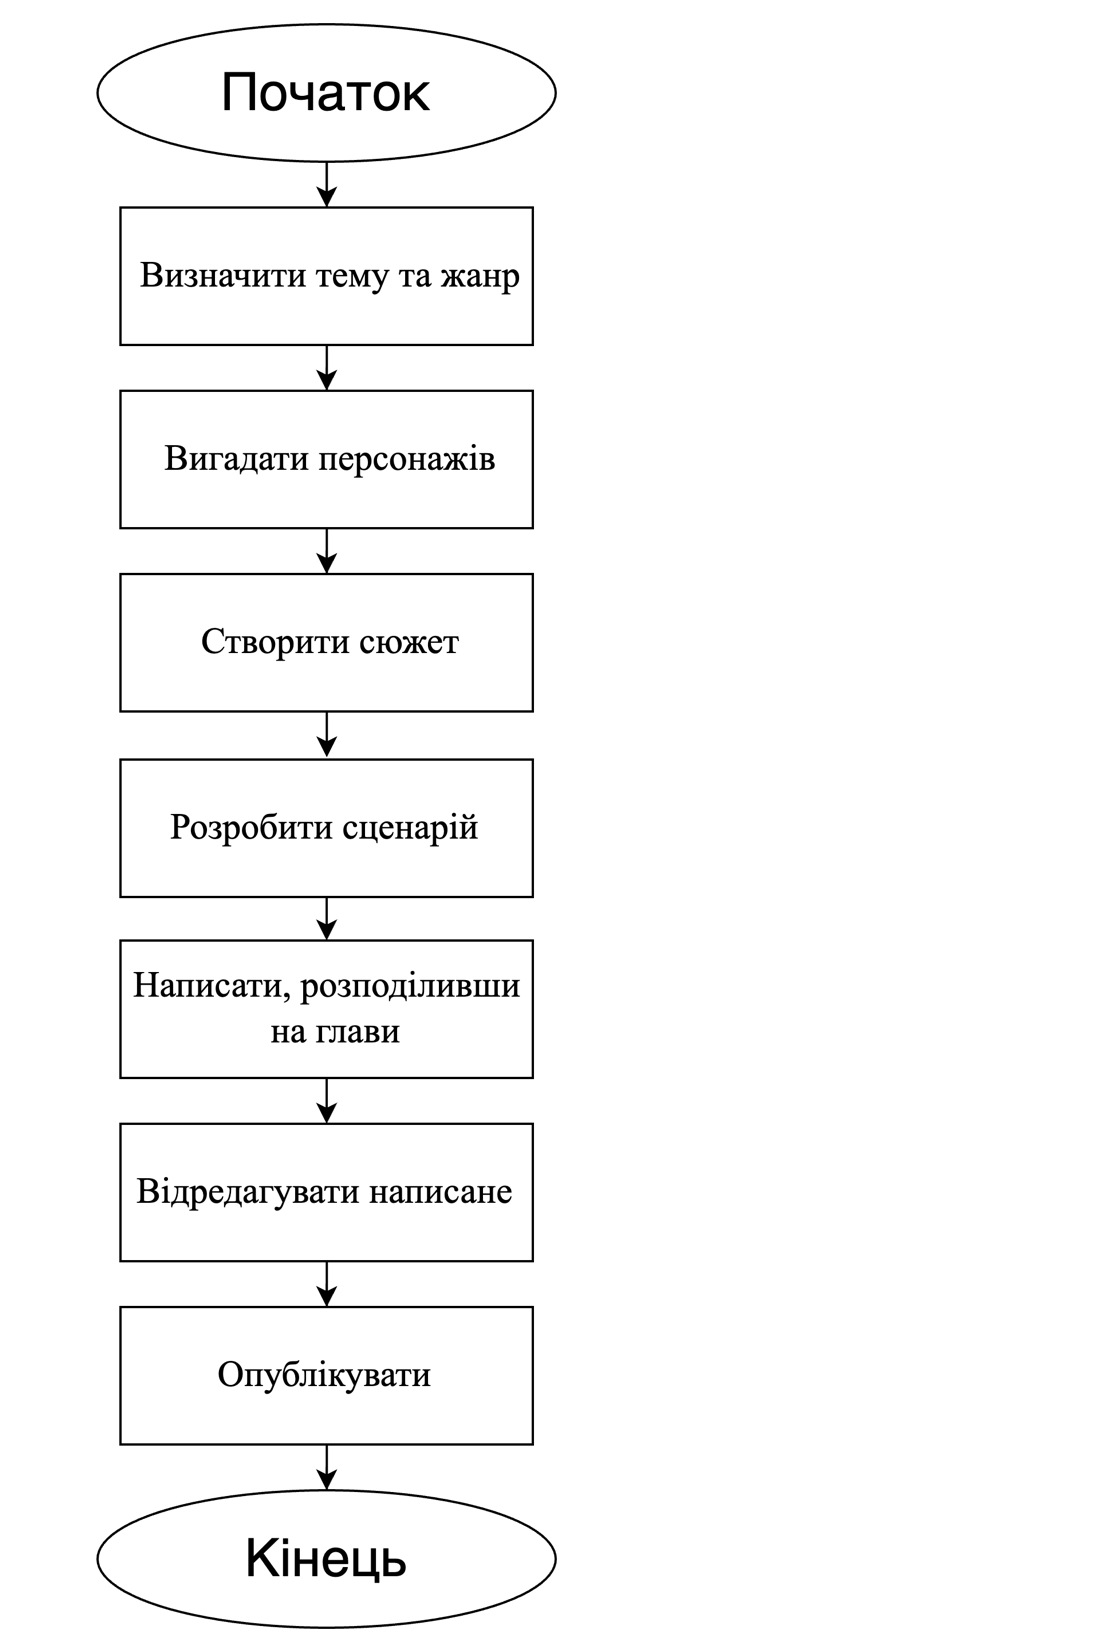 Початок
Визначити тему та жанр
Вигадати персонажів
Створити сюжет
Розробити сценарій
Написати, розподіливши
на глави
Відредагувати написане
Опублікувати
Кінець